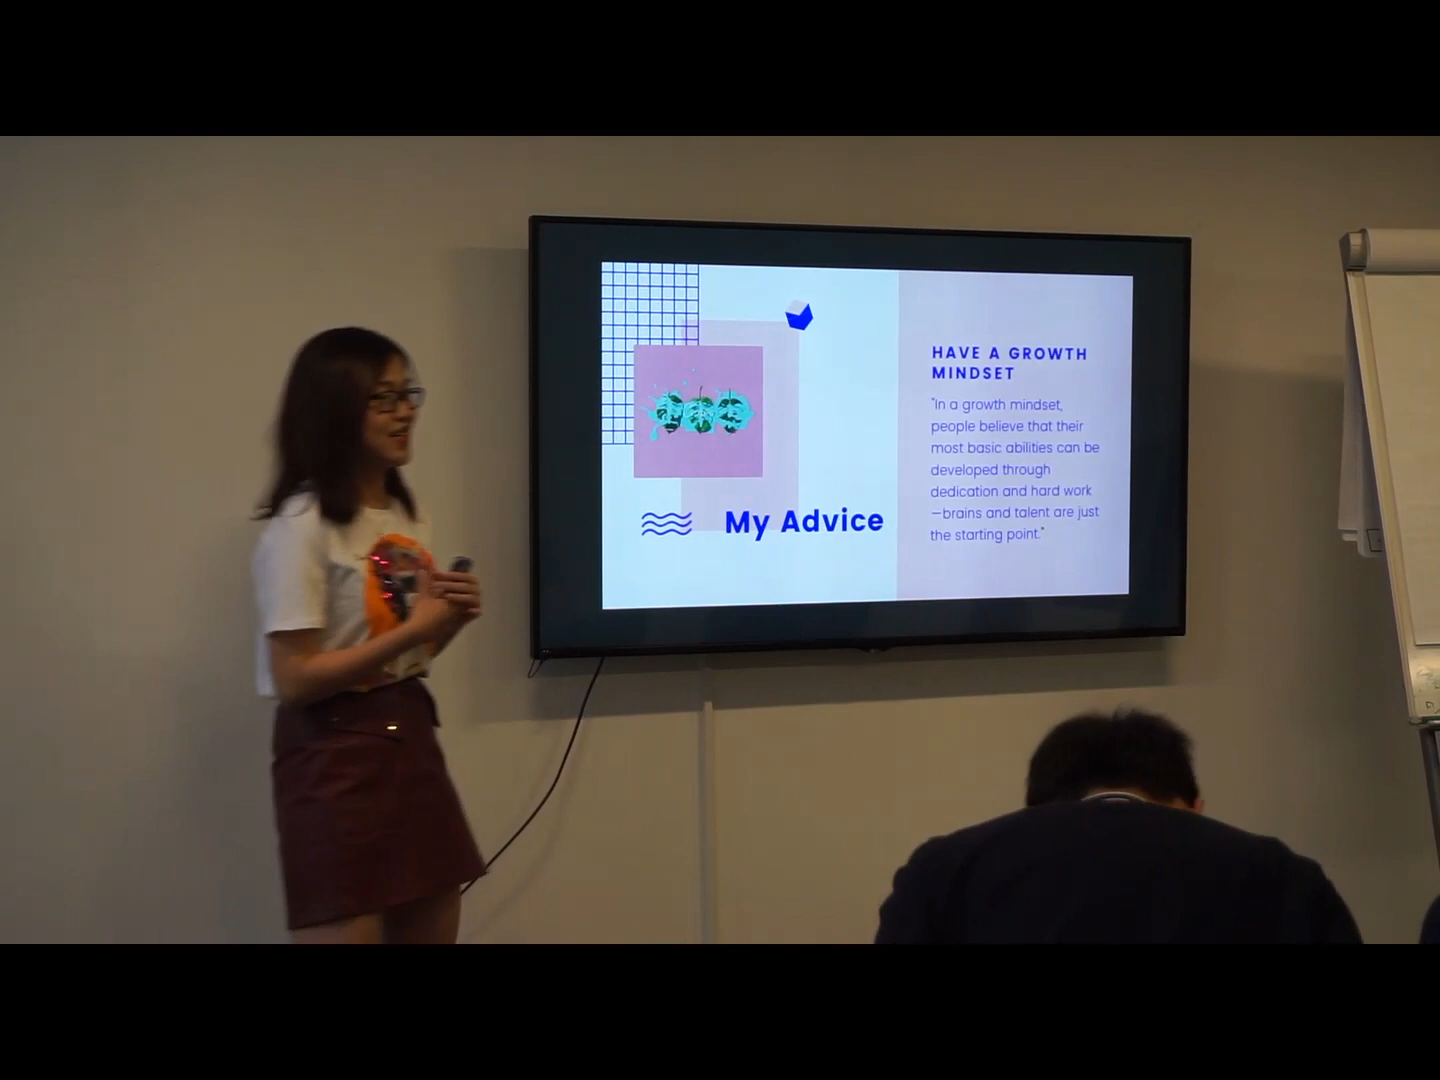 My Advice
HAVE A GROWTH
MINDSET
"In a growth mindset,
people believe that their
most basic abilities can be
developed through
dedication and hard work
—brains and talent are just
the starting point."